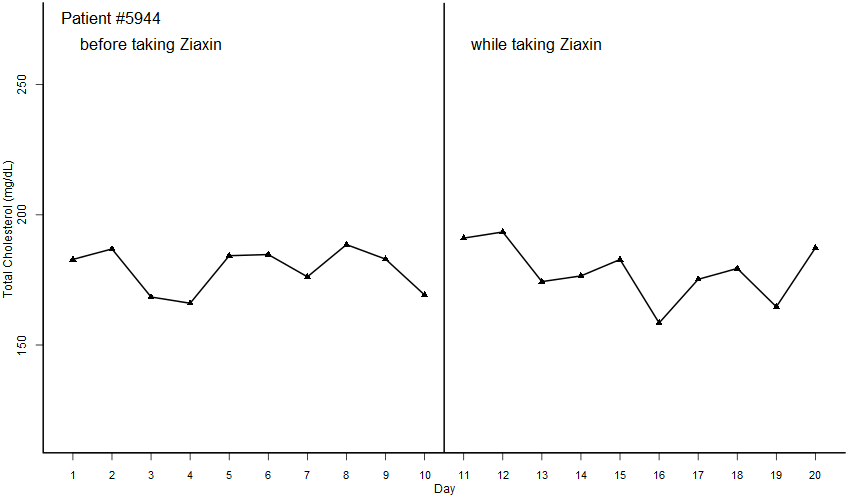 Patient #5944
before taking Ziaxin
while taking Ziaxin
Total Cholesterol (mg/dL)
250
200
150
1 2 3 4 5 6 7 8 9 10 11 12 13 14 15 16 17 18 19 20
Day